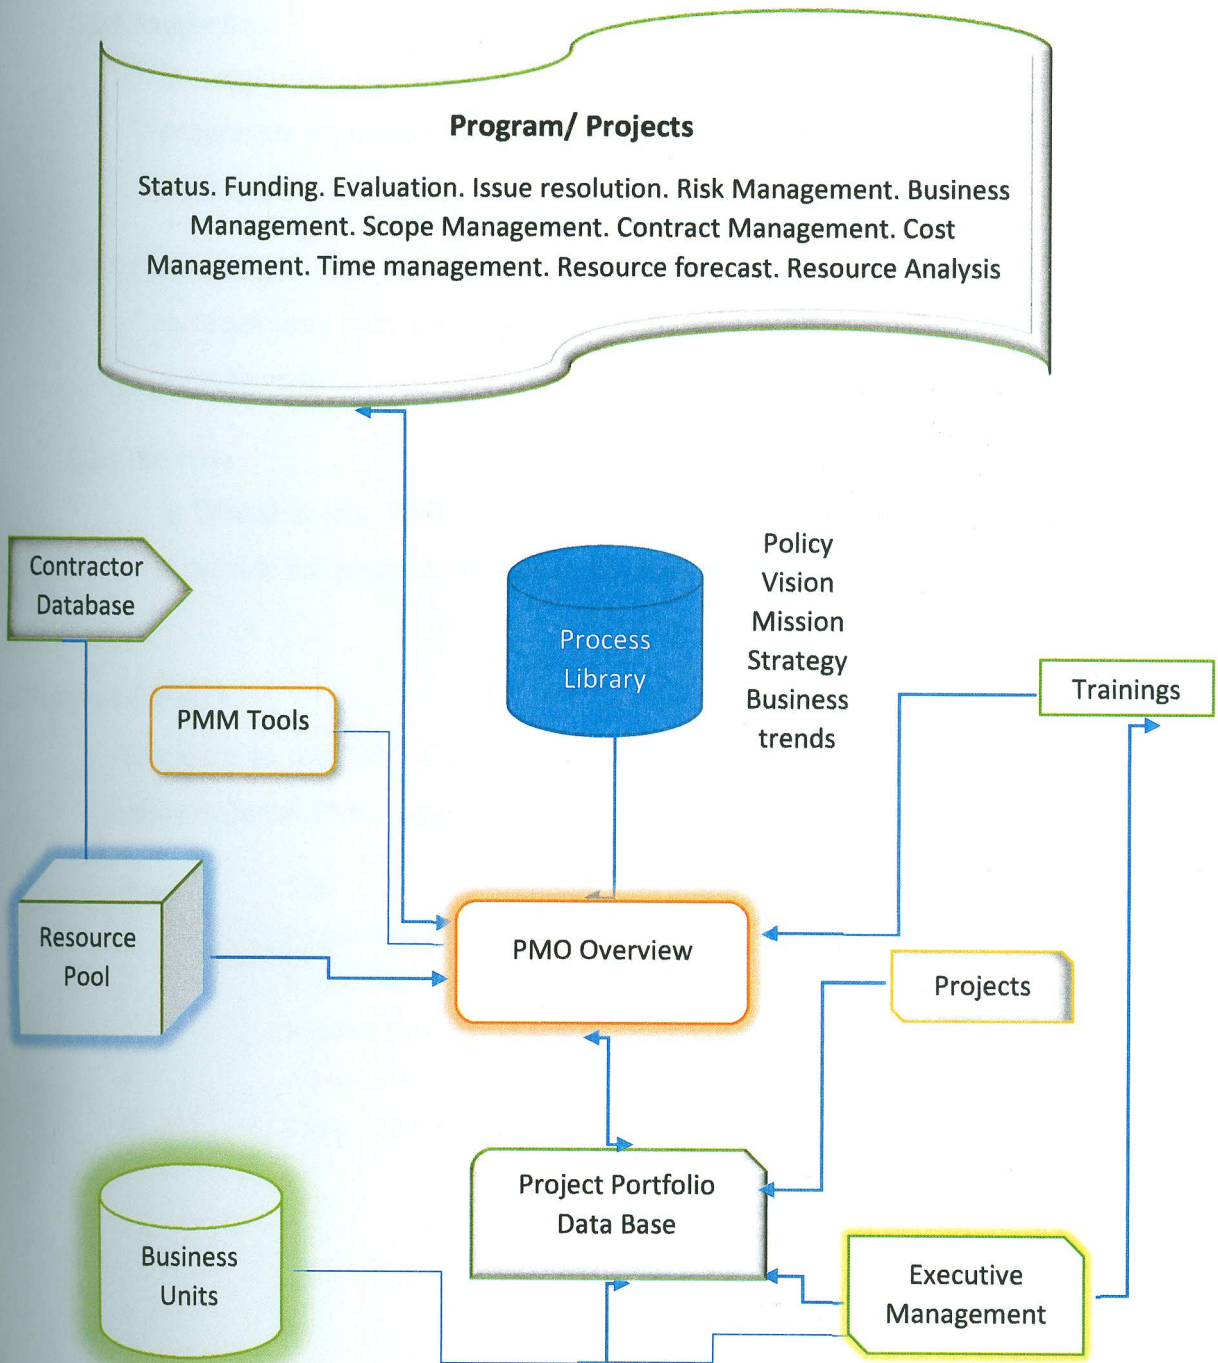 Program/ Projects
Status. Funding. Evaluation. Issue resolution. Risk Management. Business
Management. Scope Management. Contract Management. Cost
Management. Time management. Resource forecast. Resource Analysis
Contractor
Database
Process
Library
Policy
Vision
Mission
Strategy
Business
trends
Trainings
PMM Tools
Resource
Pool
PMO Overview
Projects
Project Portfolio
Data Base
Business
Units
Executive
Management